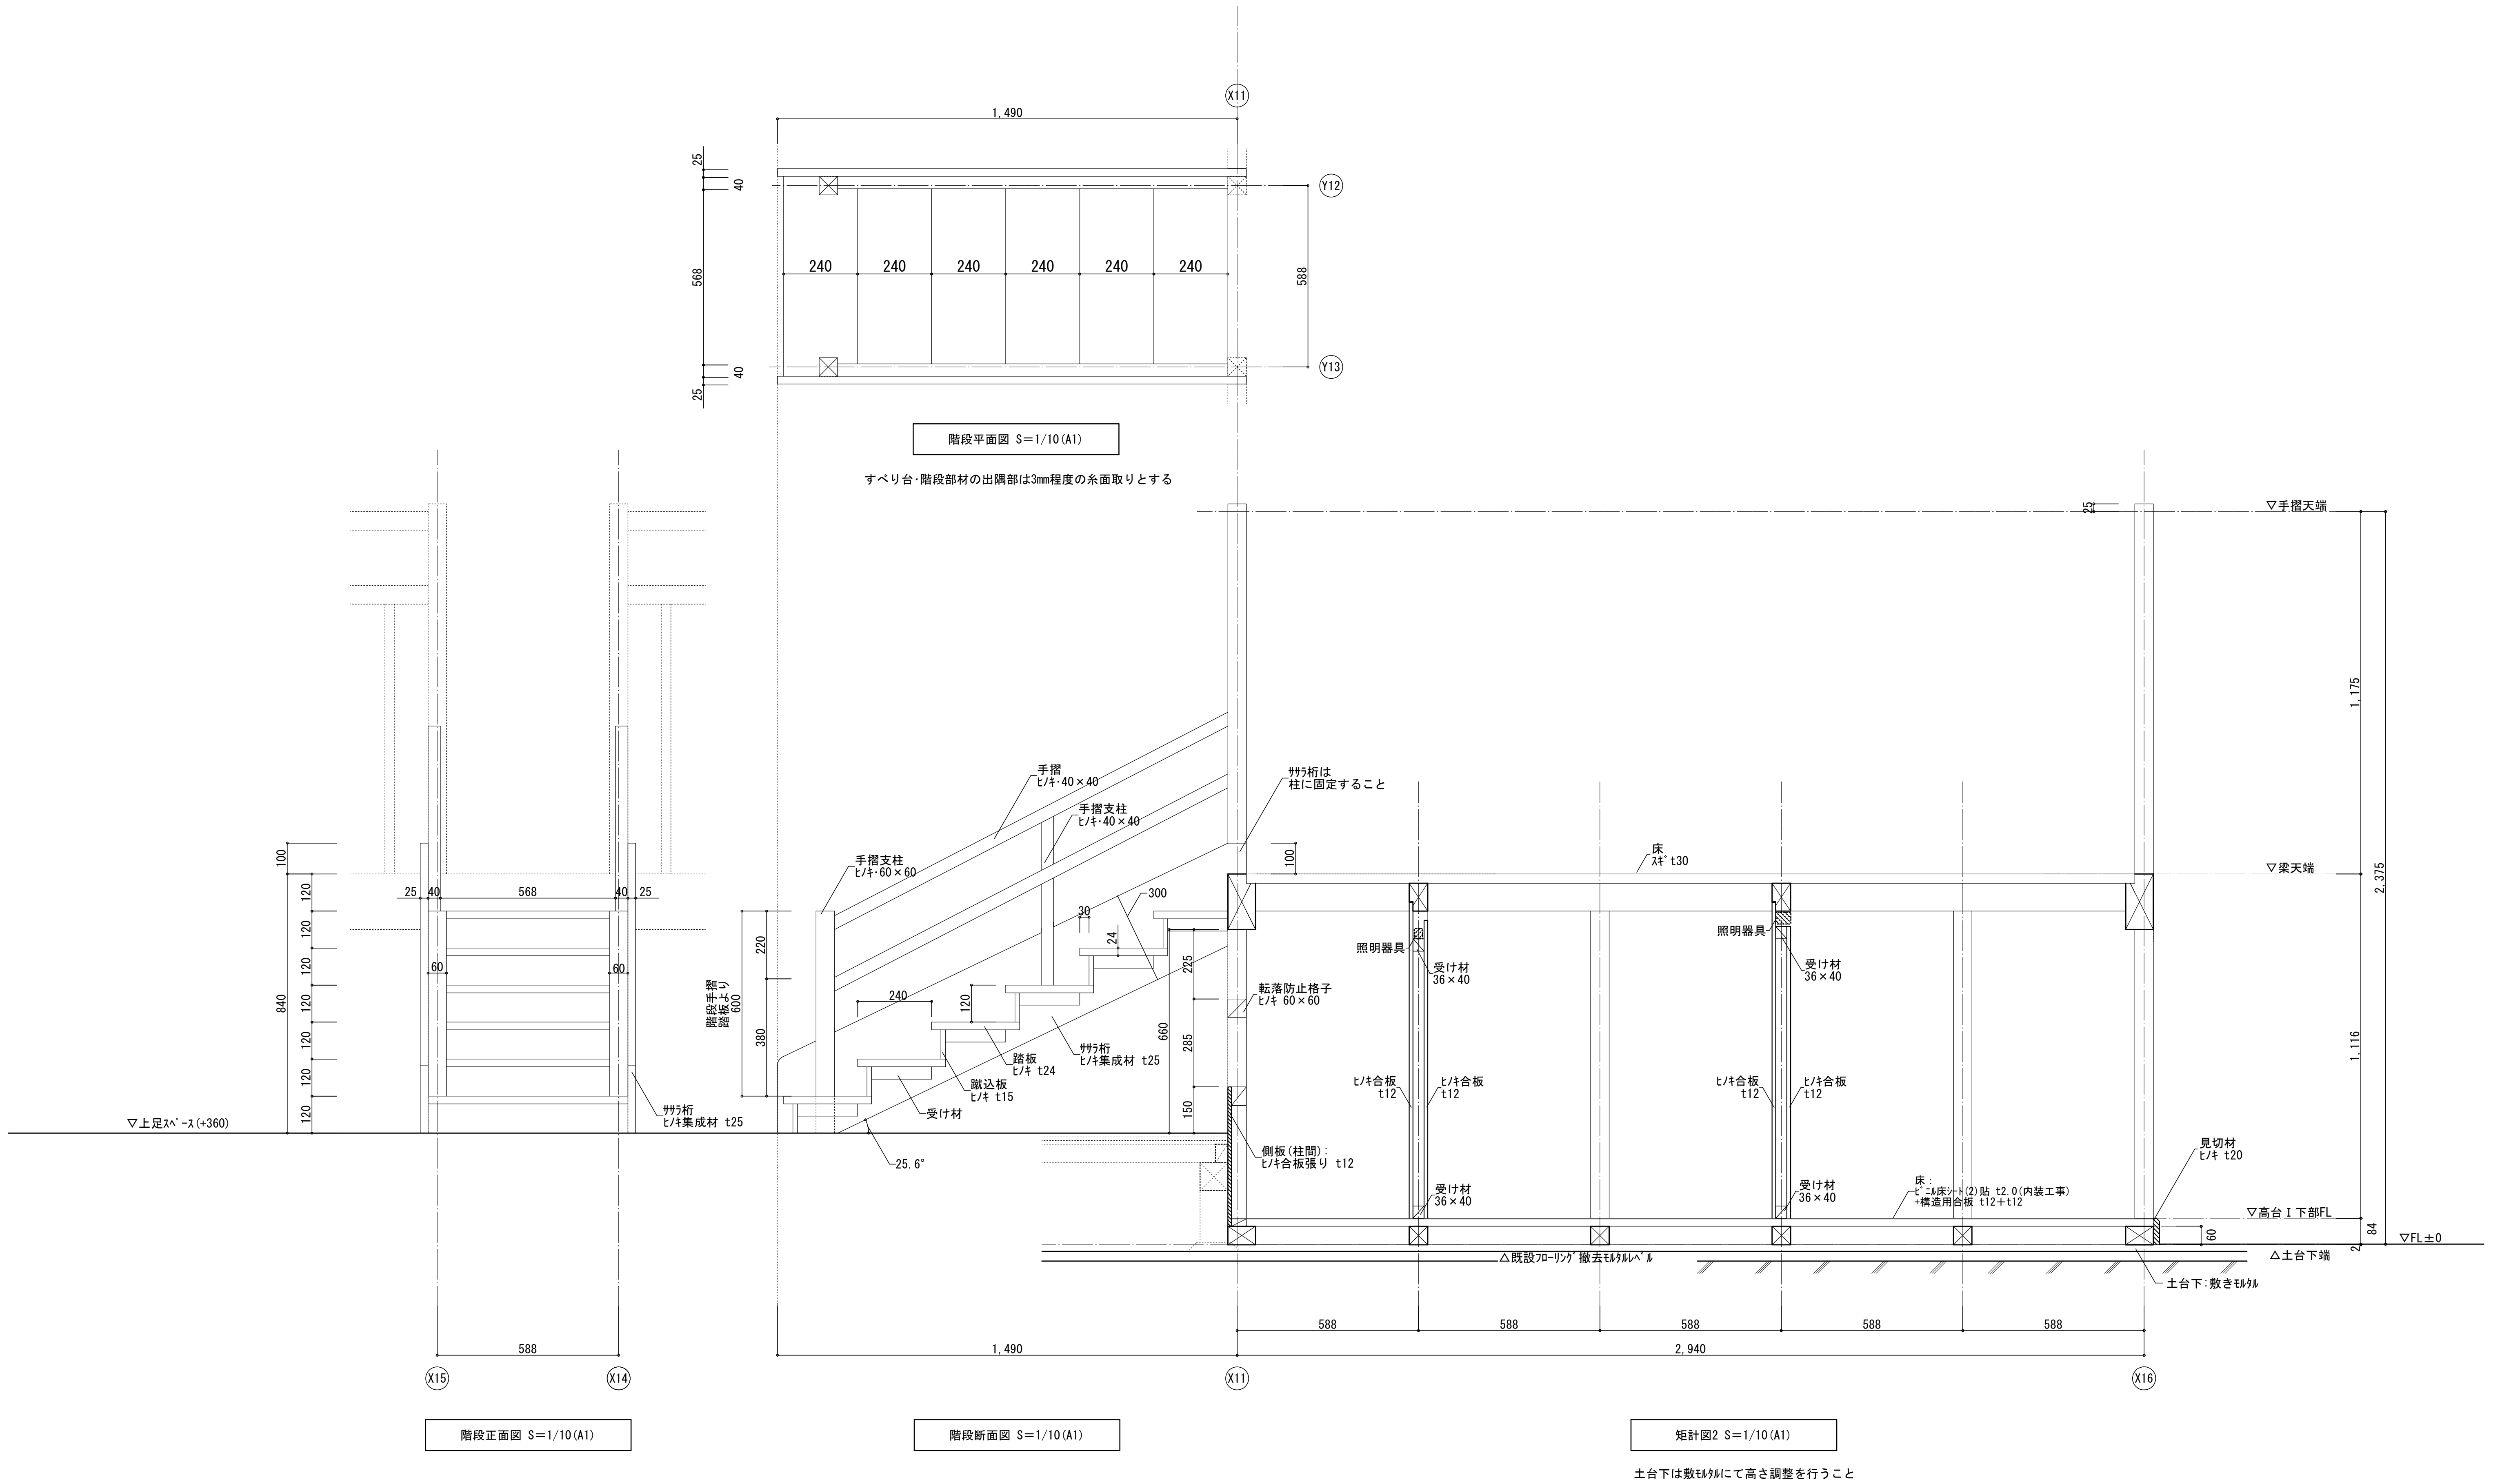 X11
1,490
25
40
Y12
240 240 240 240 240 240
568
588
40
Y13
25
階段平面図 S=1/10(A1)
すべり台･階段部材の出隅部は3mm程度の糸面取りとする
100
840
120
120
120
120
120
120
120
25 40 568 40 25
60 60
▽上足ｽﾍﾟｰｽ(+360)
ｻｻﾗ桁
ﾋﾉｷ集成材 t25
588
X15 X14
階段正面図 S=1/10(A1)
手摺
ﾋﾉｷ･40×40
手摺支柱
ﾋﾉｷ･40×40
手摺支柱
ﾋﾉｷ･60×60
ｻｻﾗ桁は
柱に固定すること
100
300
30
24
220
階段手摺
踏板より
600
380
240
120
225
660
285
150
転落防止格子
ﾋﾉｷ 60×60
ｻｻﾗ桁
ﾋﾉｷ集成材 t25
踏板
ﾋﾉｷ t24
蹴込板
ﾋﾉｷ t15
受け材
25.6°
側板(柱間):
ﾋﾉｷ合板張り t12
1,490
X11
階段断面図 S=1/10(A1)
25
▽手摺天端
1,175
2,375
床
ｽｷﾞt30
▽梁天端
照明器具
受け材
36×40
照明器具
受け材
36×40
1,116
ﾋﾉｷ合板
t12
ﾋﾉｷ合板
t12
ﾋﾉｷ合板
t12
ﾋﾉｷ合板
t12
見切材
ﾋﾉｷ t20
受け材
36×40
受け材
36×40
床:
ﾋﾞﾆﾙ床ｼｰﾄ(2)貼 t2.0(内装工事)
+構造用合板 t12+t12
▽高台Ⅰ下部FL
60
84
2
▽FL±0
△既設ﾌﾛｰﾘﾝｸﾞ撤去ﾓﾙﾀﾙﾚﾍﾞﾙ
△土台下端
土台下:敷きﾓﾙﾀﾙ
588 588 588 588 588
2,940
X16
矩計図2 S=1/10(A1)
土台下は敷ﾓﾙﾀﾙにて高さ調整を行うこと